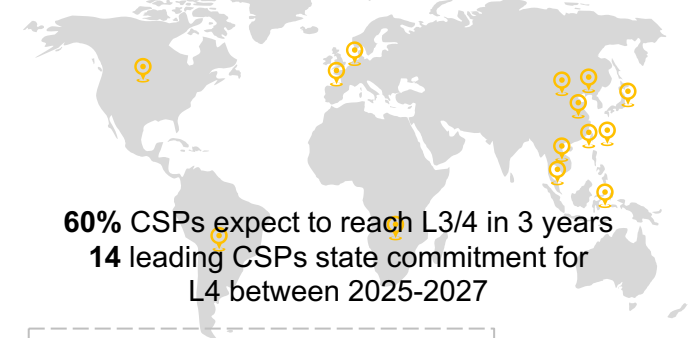 60% CSPs expect to reach L3/4 in 3 years
14 leading CSPs state commitment for
L4 between 2025-2027